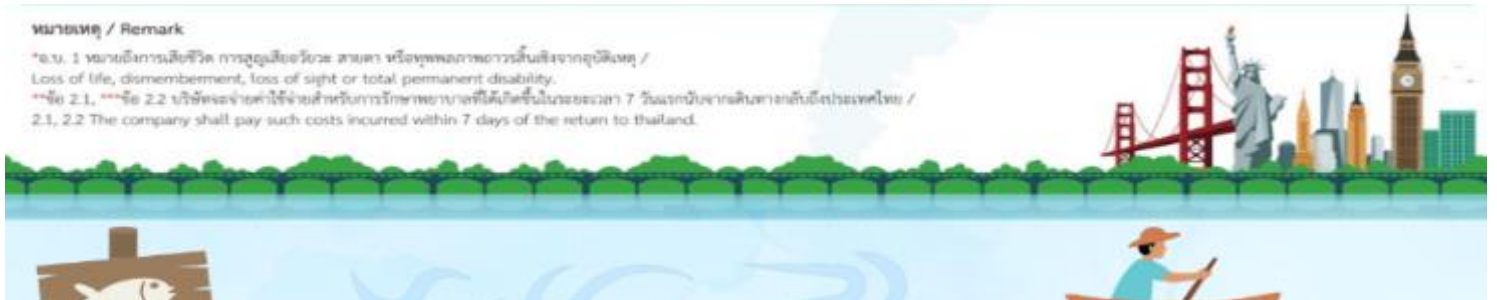 หมายเหตุ / Remark
*อ.บ. 1 หมายถึงการเสียชีวิต การสูญเสียอวัยวะ สายตา หรือทุพพลภาพถาวรสิ้นเชิงจากอุบัติเหตุ /
Loss of life, dismemberment, loss of sight or total permanent disability.
**ข้อ 2.1, ***ข้อ 2.2 บริษัทจะจ่ายค่าใช้จ่ายสำหรับการรักษาพยาบาลที่ได้เกิดขึ้นในระยะเวลา 7 วันแรกนับจากเดินทางกลับถึงประเทศไทย /
2.1, 2.2 The company shall pay such costs incurred within 7 days of the return to thailand.